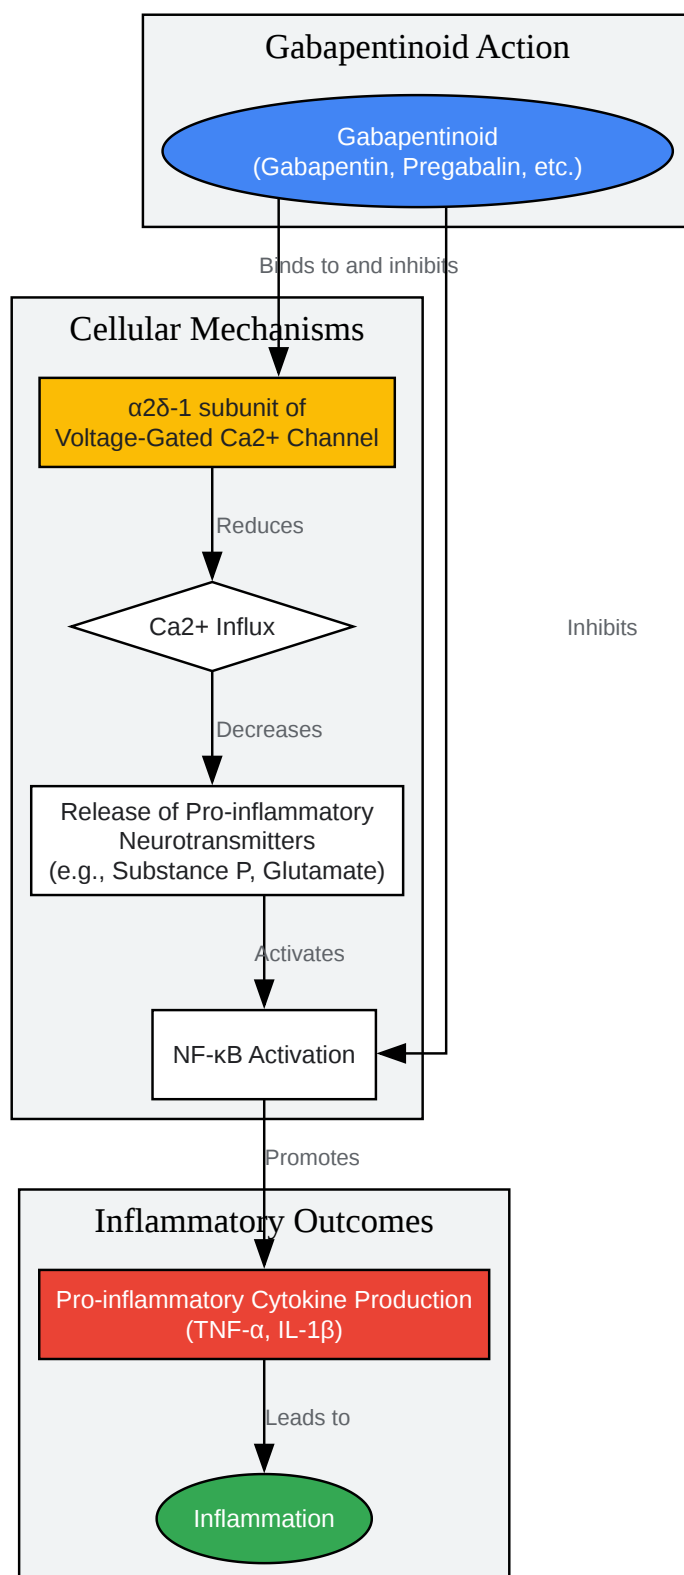 Gabapentinoid Action
Gabapentinoid
(Gabapentin, Pregabalin, etc.)
Binds to and inhibits
Cellular Mechanisms
α2δ-1 subunit of
Voltage-Gated Ca2+ Channel
Reduces
Ca2+ Influx
Inhibits
Decreases
Release of Pro-inflammatory
Neurotransmitters
(e.g., Substance P, Glutamate)
Activates
NF-κB Activation
Promotes
Inflammatory Outcomes
Pro-inflammatory Cytokine Production
(TNF-α, IL-1β)
Leads to
Inflammation